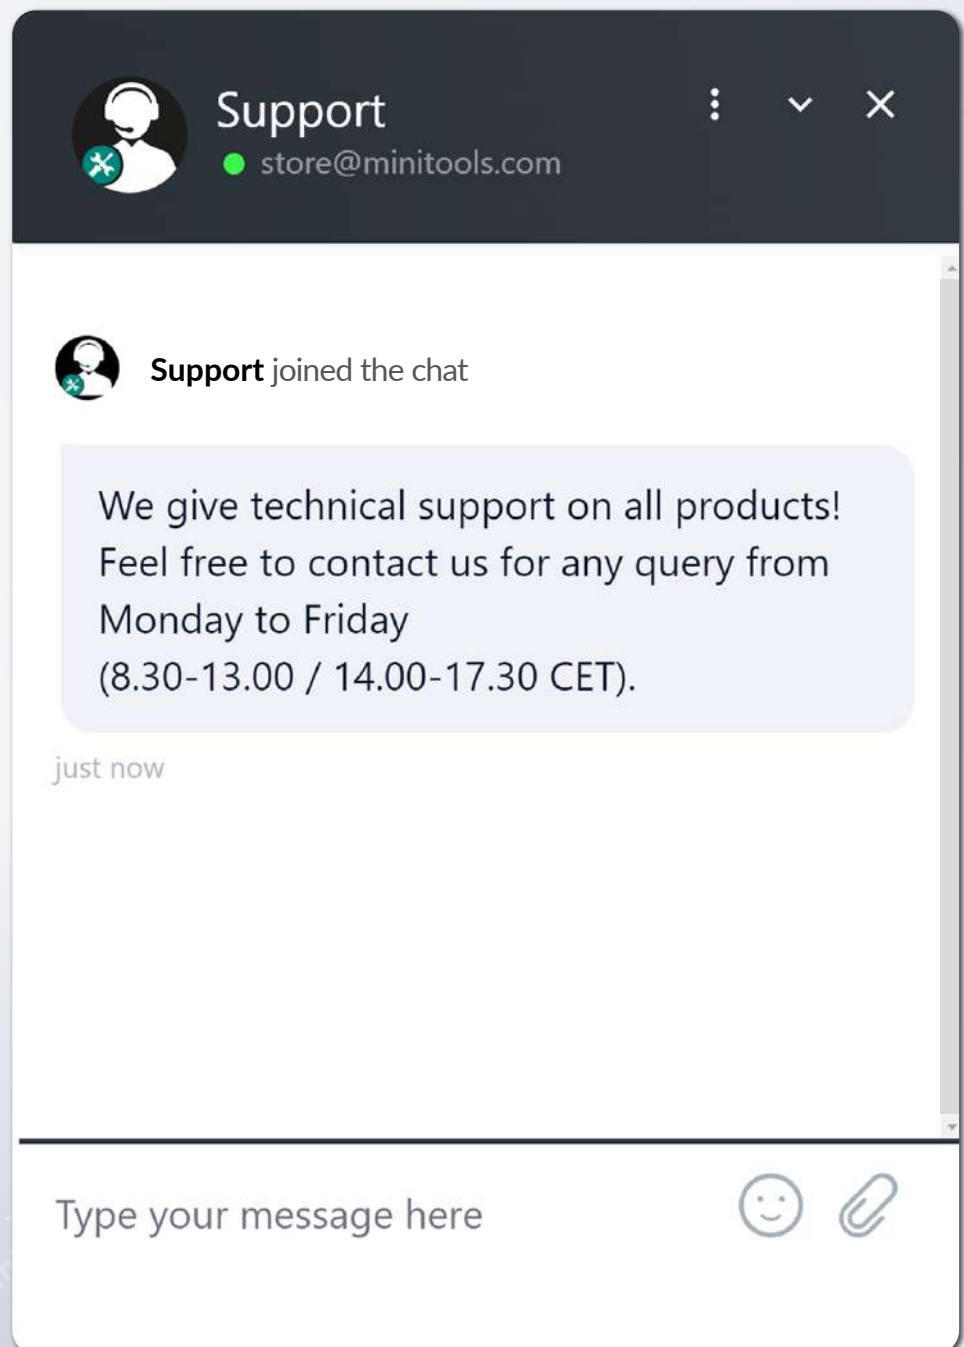 Support
store@minitools.com
Support joined the chat
We give technical support on all products!
Feel free to contact us for any query from
Monday to Friday
(8.30-13.00 / 14.00-17.30 CET).
just now
Type your message here